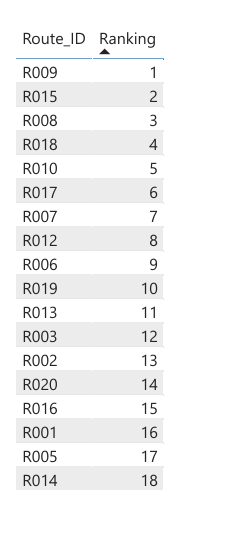 Route_ID Ranking
R009 1
R015 2
R008 3
R018 4
R010 5
R017 6
R007 7
R012 8
R006 9
R019 10
R013 11
R003 12
R002 13
R020 14
R016 15
R001 16
R005 17
R014 18